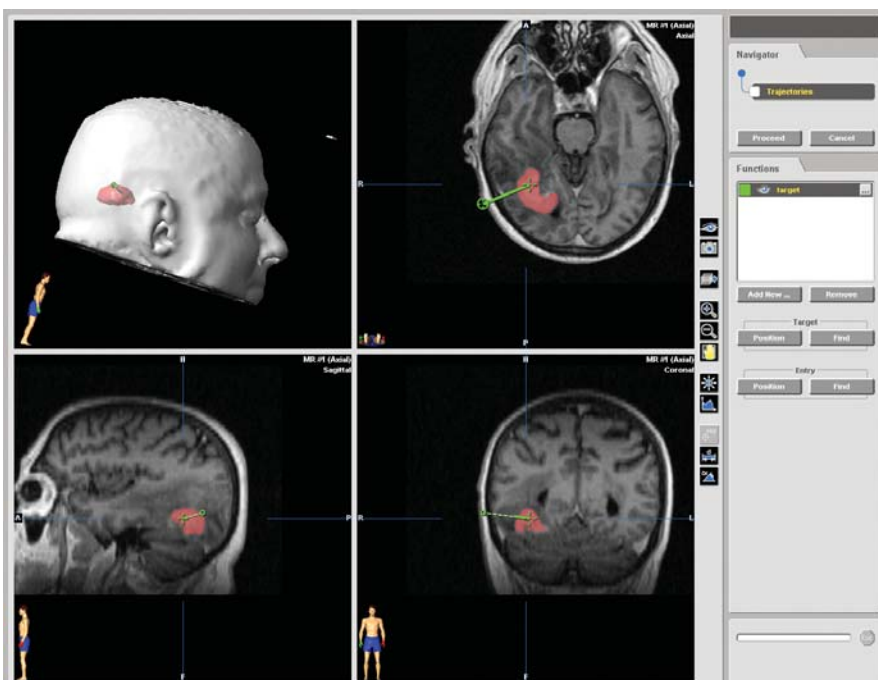 MR #1 (Axial)
Axial
A
R
L
P
H
MR #1 (Axial)
Sagittal
A
P
F
H
MR #1 (Axial)
Coronal
R
L
F
Navigator
Trajectories
Proceed
Cancel
Functions
target
...
Add New ...
Remove
Target
Position
Find
Entry
Position
Find